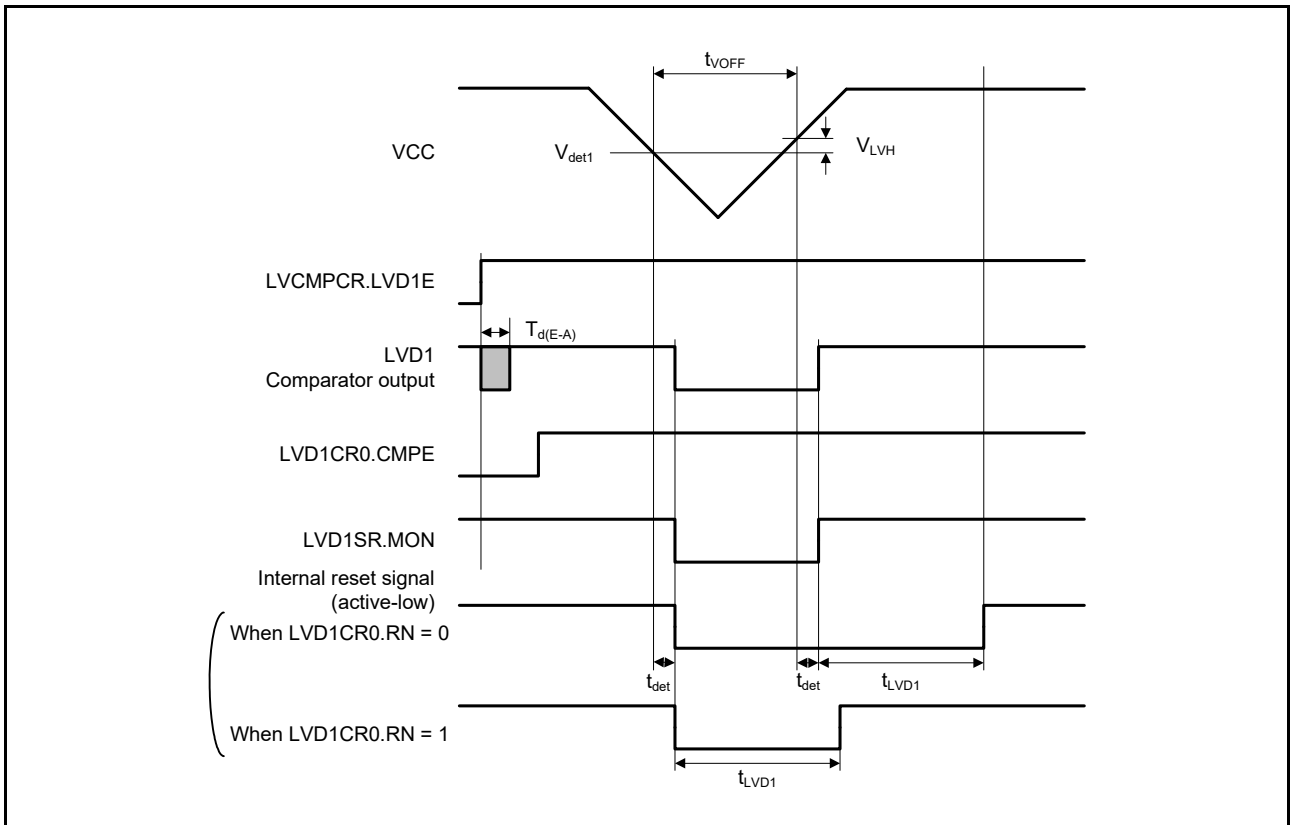 tVOFF
VCC
Vdet1
VLVH
LVCMPCR.LVD1E
Td(E-A)
LVD1
Comparator output
LVD1CR0.CMPE
LVD1SR.MON
Internal reset signal
(active-low)
When LVD1CR0.RN = 0
tdet
tdet
tLVD1
When LVD1CR0.RN = 1
tLVD1